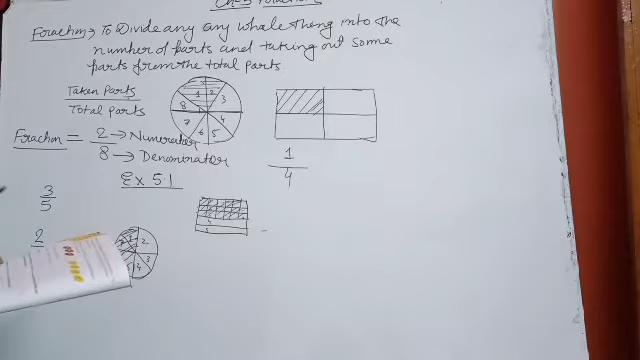 Fraction → To Divide any any whole thing into the
number of parts and taking out some
parts from the total parts
Taken Parts
Total parts
1 2 3 4 5 6 7 8
Fraction = 2 → Numerator
8 → Denominator
1
4
Ex 5.1
3
5
2
2
3
4